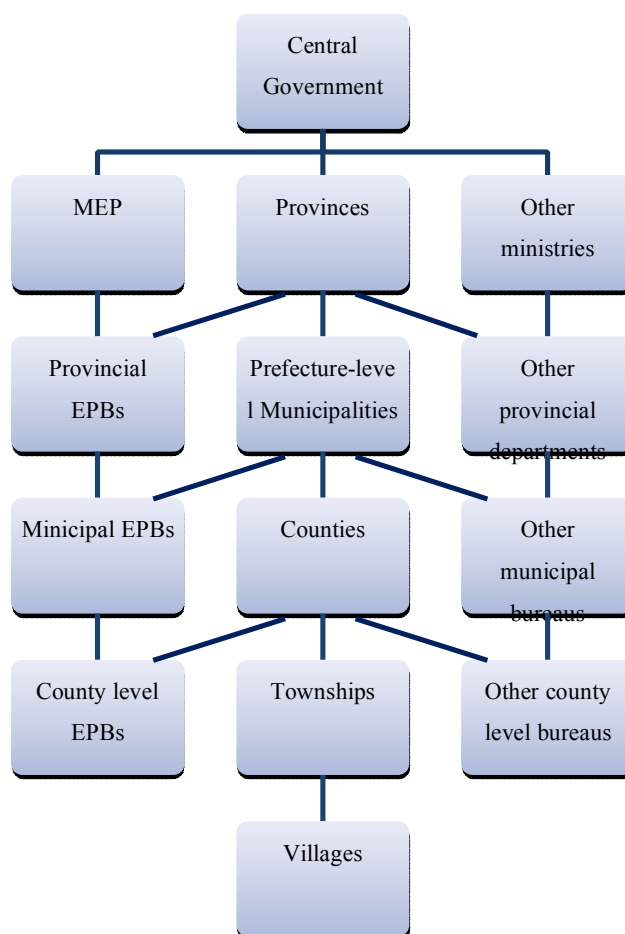 Central
Government
MEP
Provinces
Other
ministries
Provincial
EPBs
Prefecture-leve
l Municipalities
Other
provincial
departments
Minicipal EPBs
Counties
Other
municipal
bureaus
County level
EPBs
Townships
Other county
level bureaus
Villages